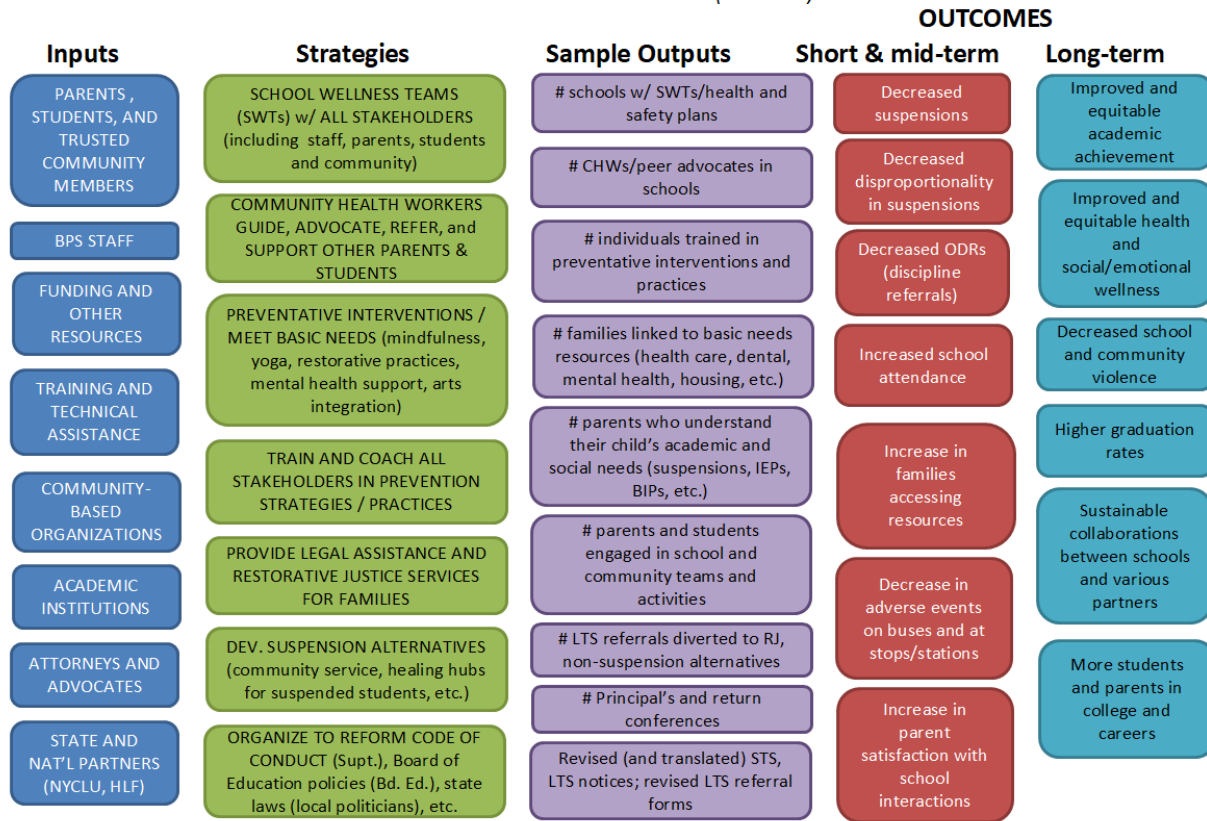 OUTCOMES
Inputs
Strategies
Sample Outputs
Short & mid-term
Long-term
PARENTS ,
STUDENTS, AND
TRUSTED
COMMUNITY
MEMBERS
BPS STAFF
FUNDING AND
OTHER
RESOURCES
TRAINING AND
TECHNICAL
ASSISTANCE
COMMUNITY-
BASED
ORGANIZATIONS
ACADEMIC
INSTITUTIONS
ATTORNEYS AND
ADVOCATES
STATE AND
NAT'L PARTNERS
(NYCLU, HLF)
SCHOOL WELLNESS TEAMS
(SWTs) w/ ALL STAKEHOLDERS
(including staff, parents, students
and community)
COMMUNITY HEALTH WORKERS
GUIDE, ADVOCATE, REFER, and
SUPPORT OTHER PARENTS &
STUDENTS
PREVENTATIVE INTERVENTIONS /
MEET BASIC NEEDS (mindfulness,
yoga, restorative practices,
mental health support, arts
integration)
TRAIN AND COACH ALL
STAKEHOLDERS IN PREVENTION
STRATEGIES / PRACTICES
PROVIDE LEGAL ASSISTANCE AND
RESTORATIVE JUSTICE SERVICES
FOR FAMILIES
DEV. SUSPENSION ALTERNATIVES
(community service, healing hubs
for suspended students, etc.)
ORGANIZE TO REFORM CODE OF
CONDUCT (Supt.), Board of
Education policies (Bd. Ed.), state
laws (local politicians), etc.
# schools w/ SWTs/health and
safety plans
# CHWs/peer advocates in
schools
# individuals trained in
preventative interventions and
practices
# families linked to basic needs
resources (health care, dental,
mental health, housing, etc.)
# parents who understand
their child's academic and
social needs (suspensions, IEPs,
BIPs, etc.)
# parents and students
engaged in school and
community teams and
activities
# LTS referrals diverted to RJ,
non-suspension alternatives
# Principal's and return
conferences
Revised (and translated) STS,
LTS notices; revised LTS referral
forms
Decreased
suspensions
Decreased
disproportionality
in suspensions
Decreased ODRs
(discipline
referrals)
Increased school
attendance
Increase in
families
accessing
resources
Decrease in
adverse events
on buses and at
stops/stations
Increase in
parent
satisfaction with
school
interactions
Improved and
equitable
academic
achievement
Improved and
equitable health
and
social/emotional
wellness
Decreased school
and community
violence
Higher graduation
rates
Sustainable
collaborations
between schools
and various
partners
More students
and parents in
college and
careers